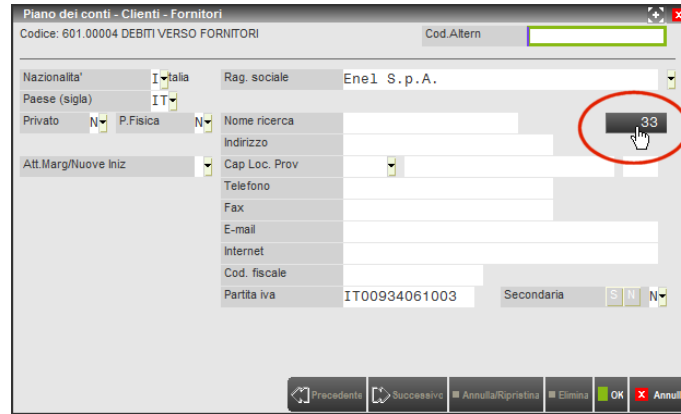 Piano dei conti - Clienti - Fornitori
Codice: 601.00004 DEBITI VERSO FORNITORI Cod.Altern
Nazionalita' I talia Rag. sociale Enel S.p.A.
Paese (sigla) IT
Privato N P.Fisica N Nome ricerca 33
Indirizzo
Att.Marg/Nuove Iniz Cap Loc. Prov
Telefono
Fax
E-mail
Internet
Cod. fiscale
Partita iva IT00934061003 Secondaria S N N
Precedente Successivo Annulla/Ripristina Elimina OK X Annull